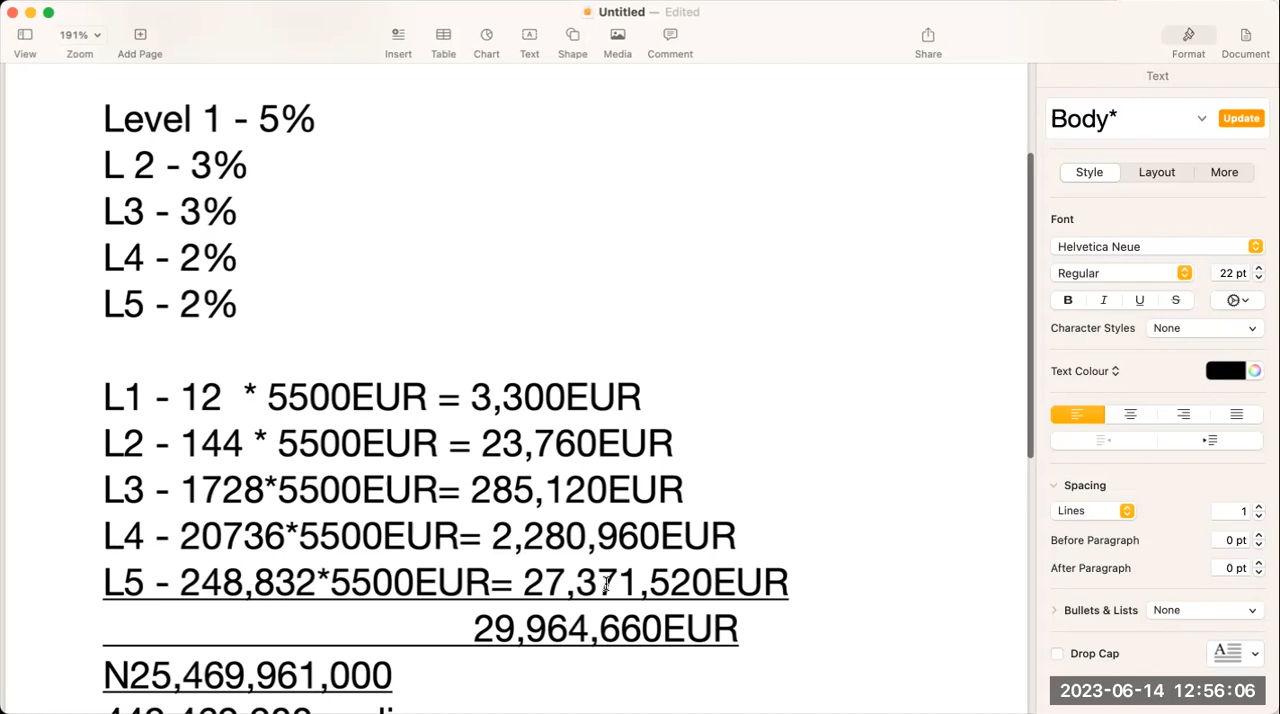 Untitled — Edited
191%
View Zoom Add Page Insert Table Chart Text Shape Media Comment Share Format Document
Text
Body*
Update
Style Layout More
Font
Helvetica Neue
Regular 22 pt
B I U S
Character Styles None
Text Colour
Spacing
Lines 1
Before Paragraph 0 pt
After Paragraph 0 pt
Bullets & Lists None
Drop Cap A
2023-06-14 12:56:06
Level 1 - 5%
L 2 - 3%
L3 - 3%
L4 - 2%
L5 - 2%
L1 - 12 * 5500EUR = 3,300EUR
L2 - 144 * 5500EUR = 23,760EUR
L3 - 1728*5500EUR= 285,120EUR
L4 - 20736*5500EUR= 2,280,960EUR
L5 - 248,832*5500EUR= 27,371,520EUR
29,964,660EUR
N25,469,961,000